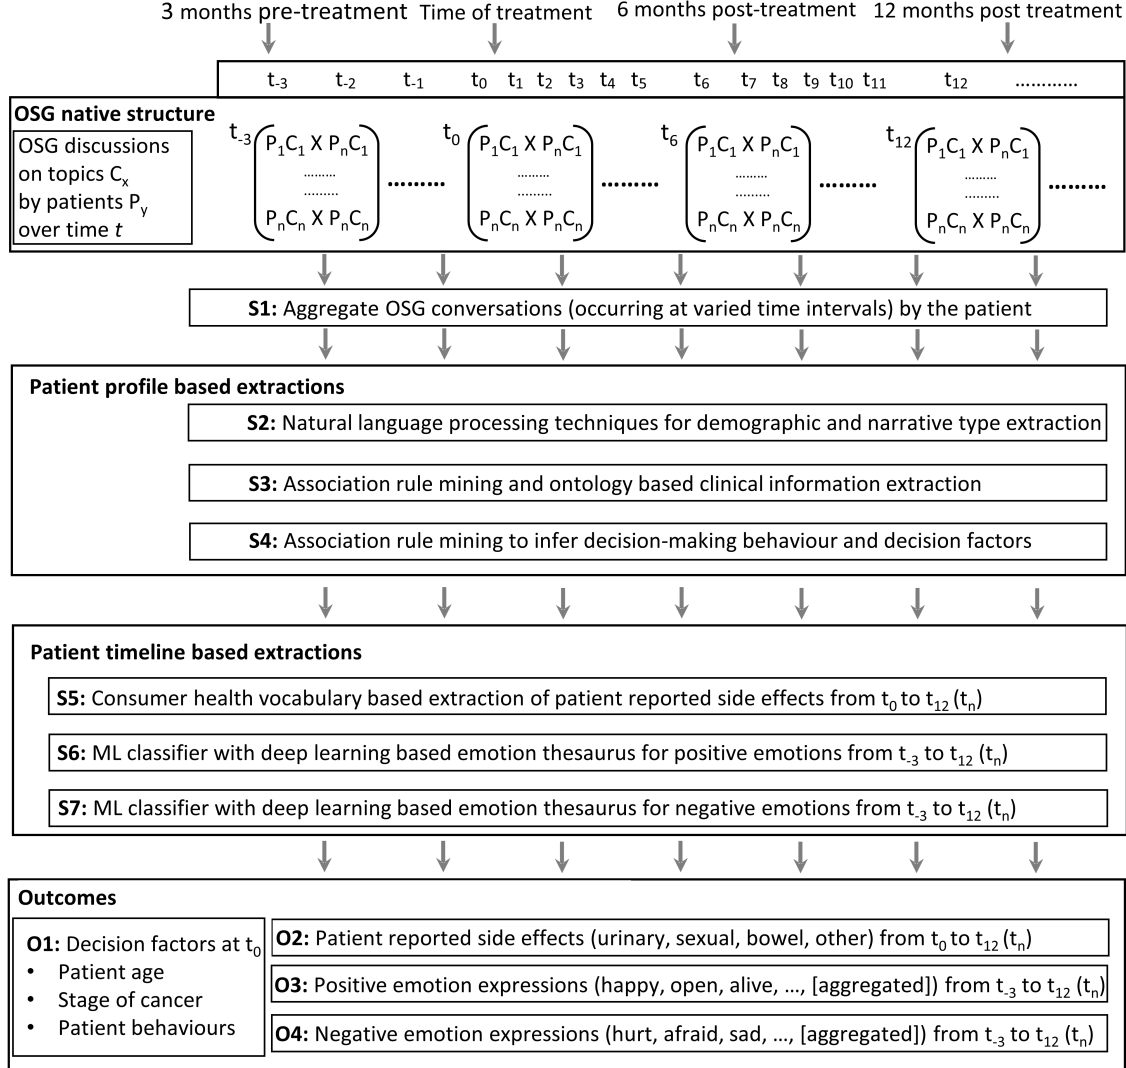 3 months pre-treatment Time of treatment 6 months post-treatment 12 months post treatment
t-3 t-2 t-1 t0 t1 t2 t3 t4 t5 t6 t7 t8 t9 t10 t11 t12 ............
OSG native structure
OSG discussions
on topics Cx
by patients Py
over time t
t-3 P1C1 X PnC1 t0 P1C1 X PnC1 t6 P1C1 X PnC1 t12 P1C1 X PnC1
........ ......... ........ ......... ........ ......... ........ .........
......... ......... ......... .........
PnCn X PnCn PnCn X PnCn PnCn X PnCn PnCn X PnCn
S1: Aggregate OSG conversations (occurring at varied time intervals) by the patient
Patient profile based extractions
S2: Natural language processing techniques for demographic and narrative type extraction
S3: Association rule mining and ontology based clinical information extraction
S4: Association rule mining to infer decision-making behaviour and decision factors
Patient timeline based extractions
S5: Consumer health vocabulary based extraction of patient reported side effects from t0 to t12 (tn)
S6: ML classifier with deep learning based emotion thesaurus for positive emotions from t-3 to t12 (tn)
S7: ML classifier with deep learning based emotion thesaurus for negative emotions from t-3 to t12 (tn)
Outcomes
O1: Decision factors at t0
• Patient age
• Stage of cancer
• Patient behaviours
O2: Patient reported side effects (urinary, sexual, bowel, other) from t0 to t12 (tn)
O3: Positive emotion expressions (happy, open, alive, ..., [aggregated]) from t-3 to t12 (tn)
O4: Negative emotion expressions (hurt, afraid, sad, ..., [aggregated]) from t-3 to t12 (tn)